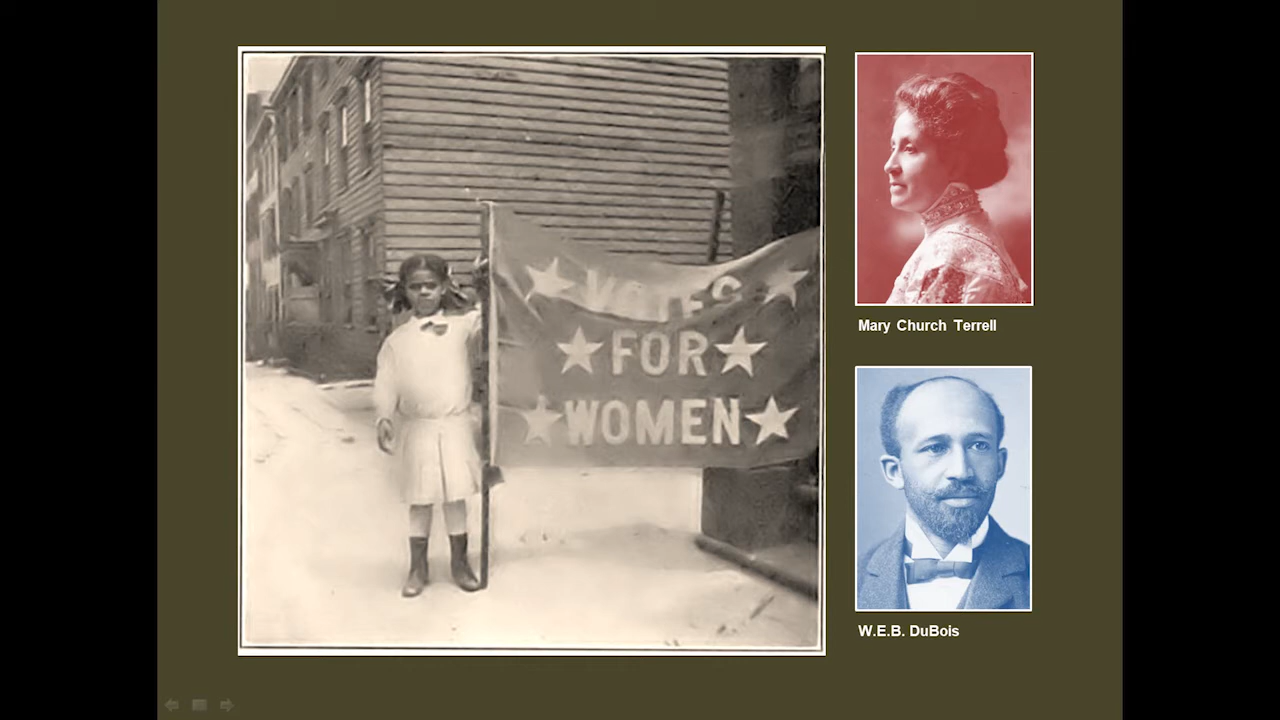 ★ VOTES ★
★ FOR ★
★ WOMEN ★
Mary Church Terrell
W.E.B. DuBois